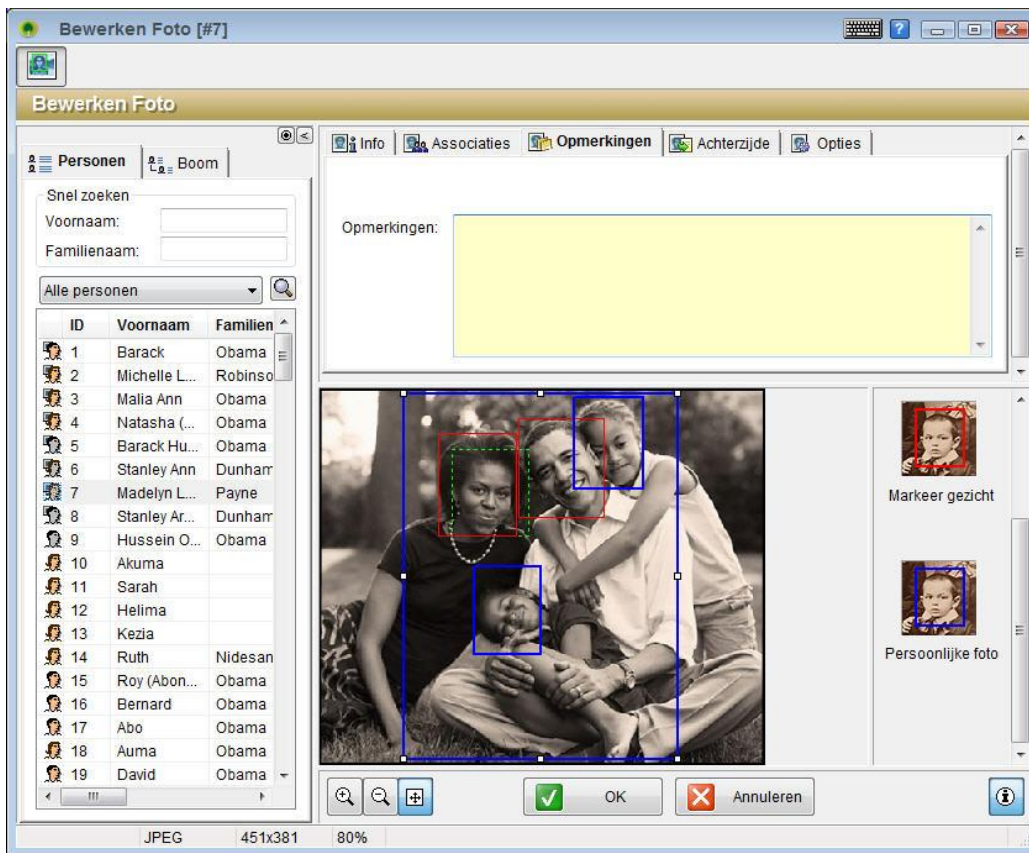 Bewerken Foto [#7]
Bewerken Foto
Personen
Boom
Snel zoeken
Voornaam:
Familienaam:
Alle personen
ID Voornaam Familien
1 Barack Obama
2 Michelle L... Robinso
3 Malia Ann Obama
4 Natasha (... Obama
5 Barack Hu... Obama
6 Stanley Ann Dunham
7 Madelyn L... Payne
8 Stanley Ar... Dunham
9 Hussein O... Obama
10 Akuma
11 Sarah
12 Helima
13 Kezia
14 Ruth Nidesan
15 Roy (Abon... Obama
16 Bernard Obama
17 Abo Obama
18 Auma Obama
19 David Obama
Info Associaties Opmerkingen Achterzijde Opties
Opmerkingen:
Markeer gezicht
Persoonlijke foto
OK
Annuleren
JPEG 451x381 80%